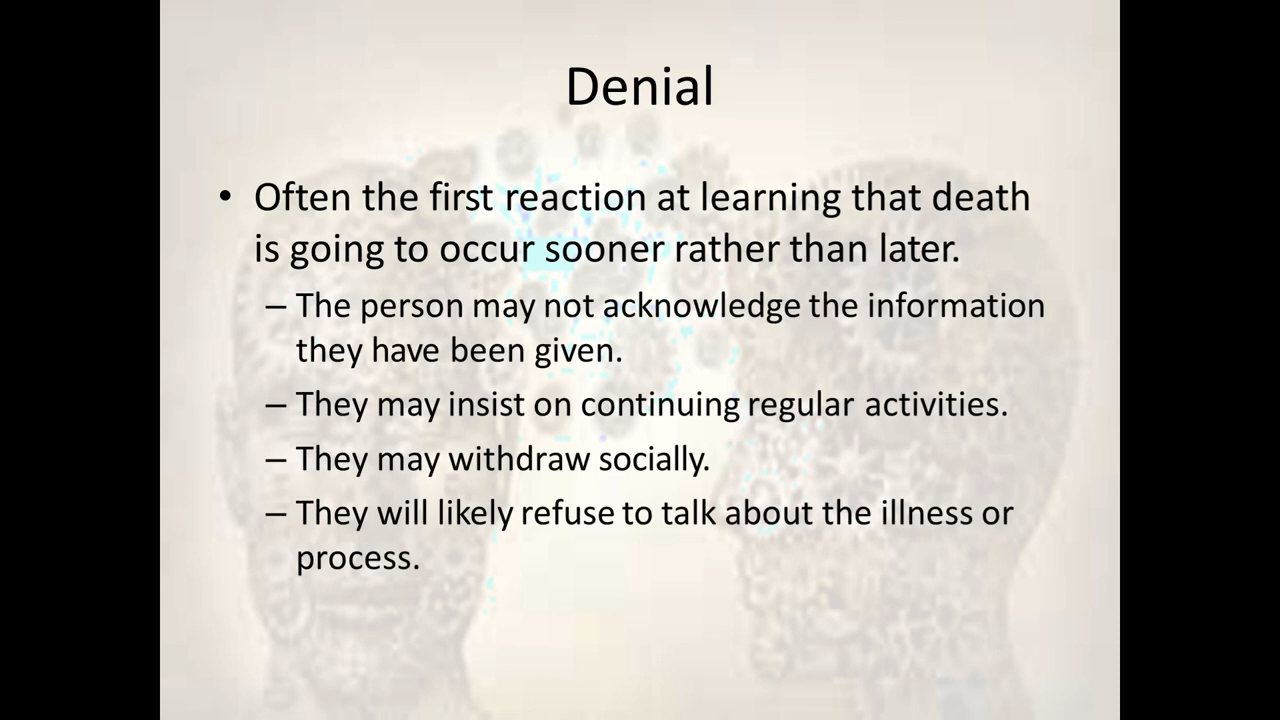 Denial
• Often the first reaction at learning that death
is going to occur sooner rather than later.
– The person may not acknowledge the information
they have been given.
– They may insist on continuing regular activities.
– They may withdraw socially.
– They will likely refuse to talk about the illness or
process.